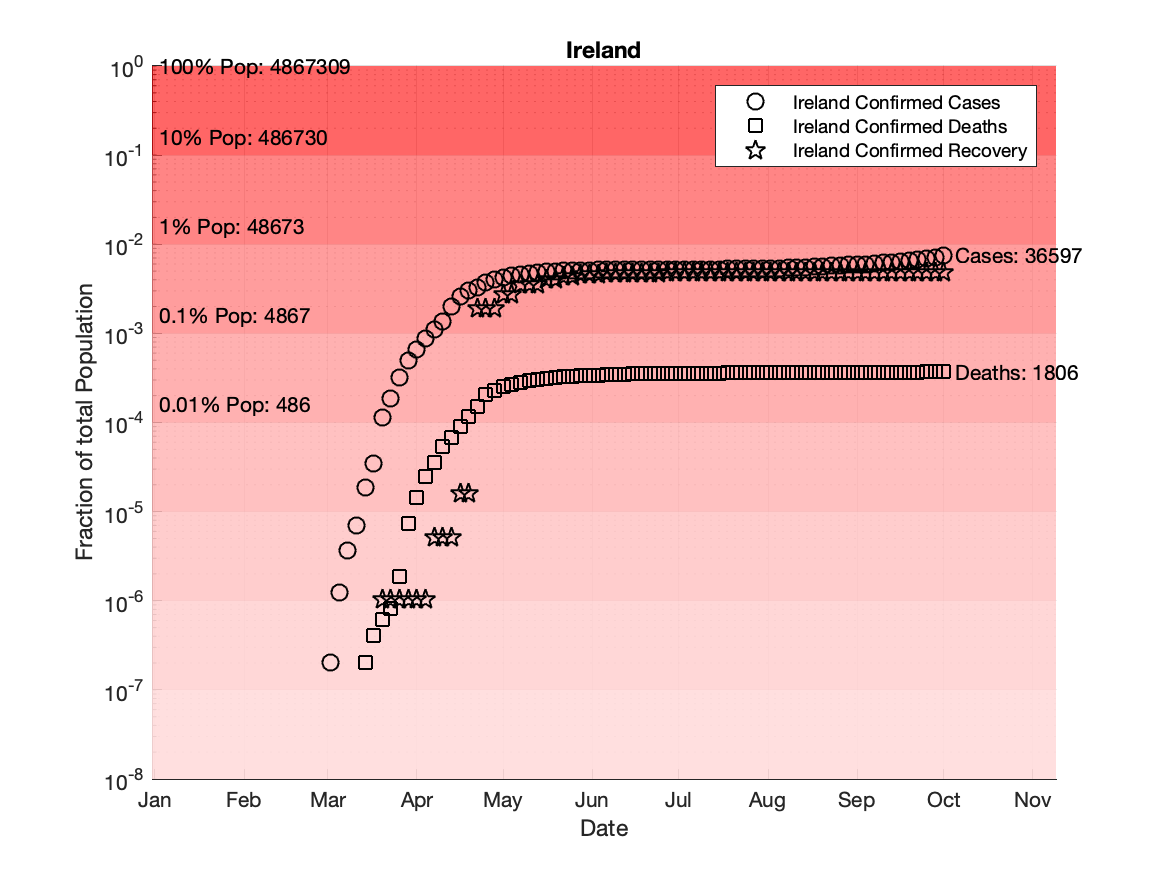 Ireland
10^0
100% Pop: 4867309
Ireland Confirmed Cases
Ireland Confirmed Deaths
Ireland Confirmed Recovery
10% Pop: 486730
10^-1
1% Pop: 48673
10^-2
Cases: 36597
0.1% Pop: 4867
10^-3
Deaths: 1806
0.01% Pop: 486
10^-4
10^-5
10^-6
10^-7
10^-8
Fraction of total Population
Jan Feb Mar Apr May Jun Jul Aug Sep Oct Nov
Date